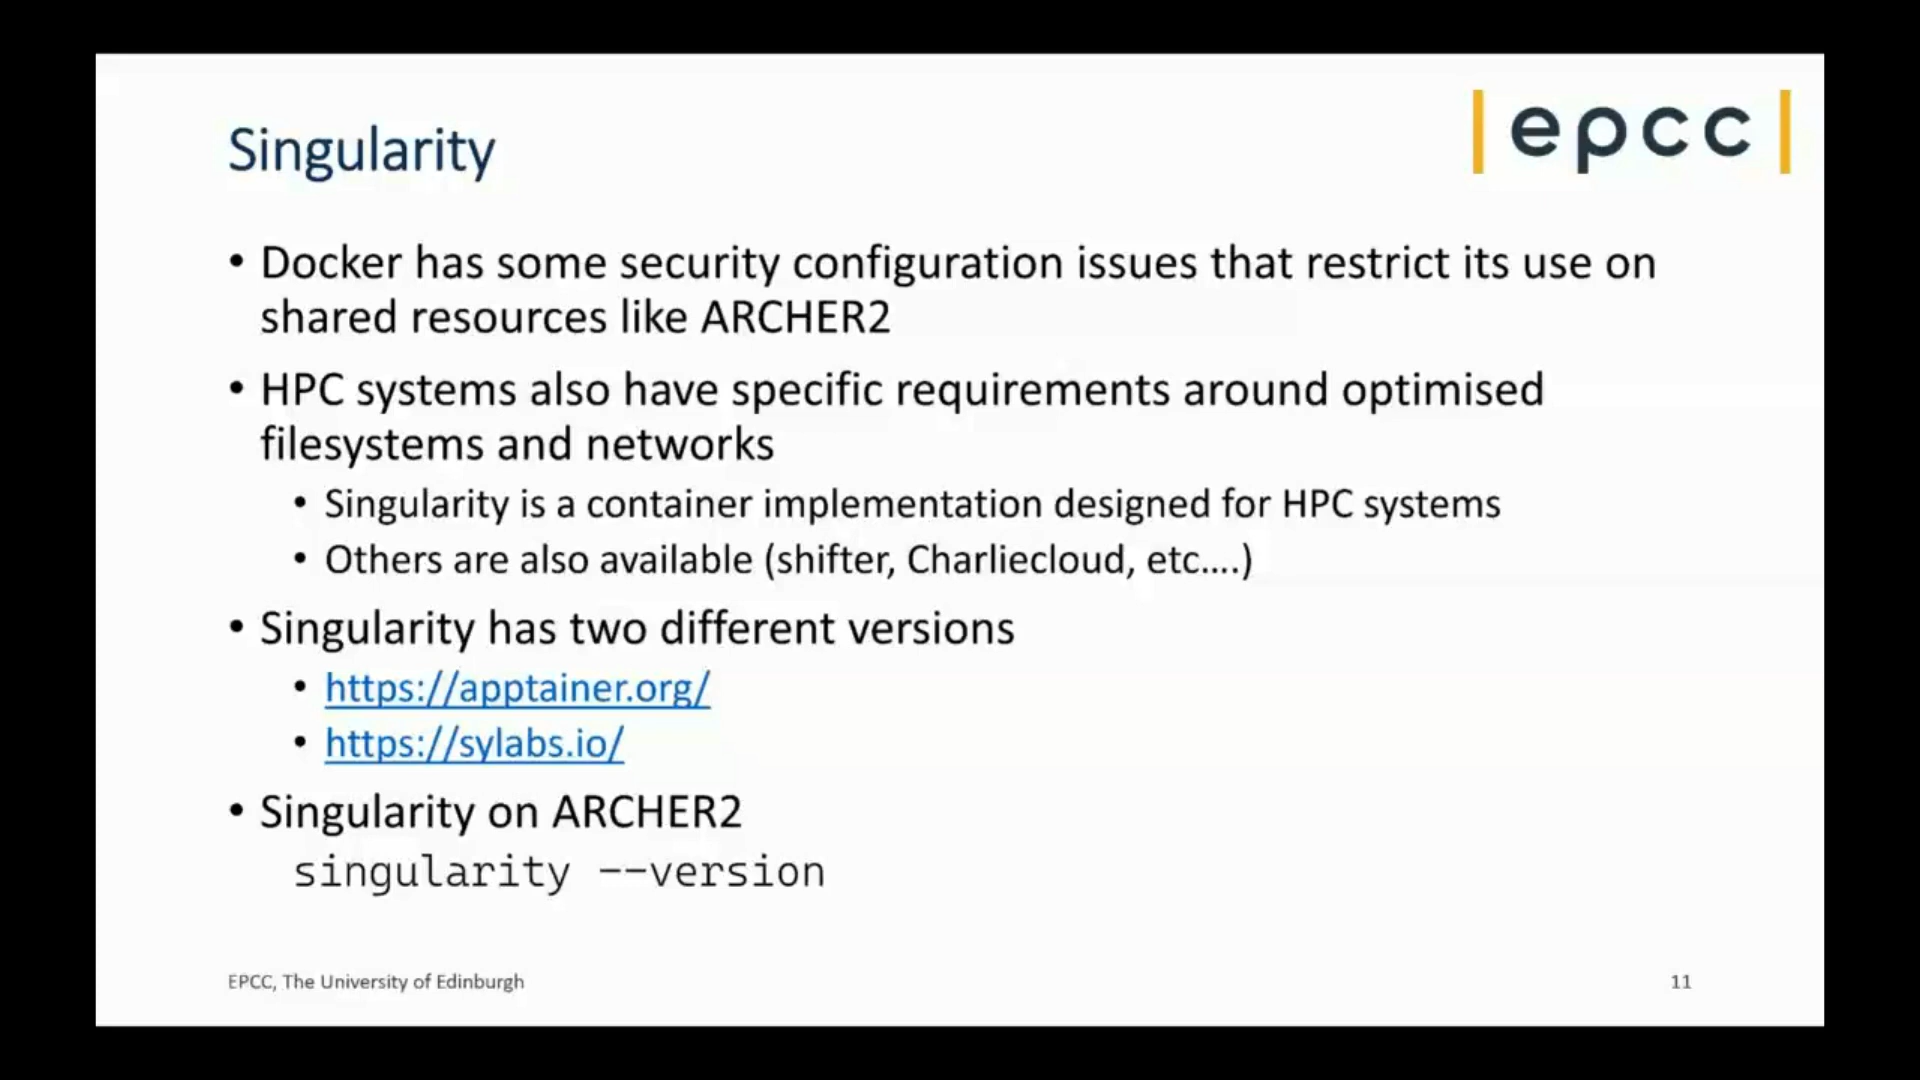 |epcc|
Singularity
• Docker has some security configuration issues that restrict its use on
shared resources like ARCHER2
• HPC systems also have specific requirements around optimised
filesystems and networks
• Singularity is a container implementation designed for HPC systems
• Others are also available (shifter, Charliecloud, etc....)
• Singularity has two different versions
• https://apptainer.org/
• https://sylabs.io/
• Singularity on ARCHER2
singularity --version
EPCC, The University of Edinburgh
11